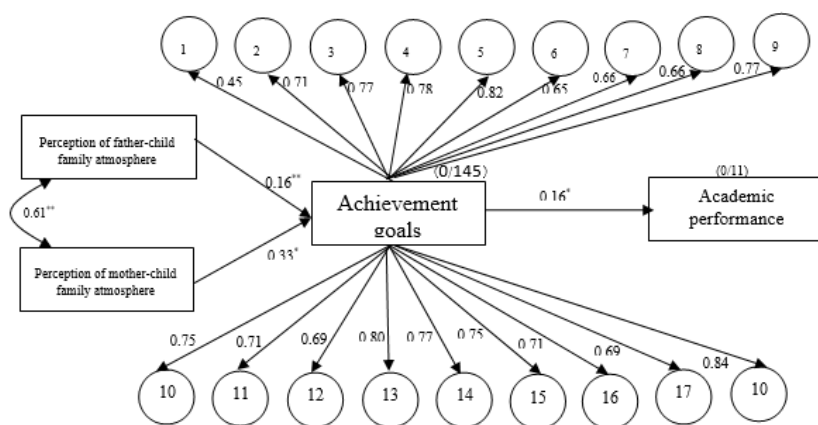 1 2 3 4 5 6 7 8 9
0.45 0.71 0.77 0.78 0.82 0.65 0.66 0.66 0.77
Perception of father-child
family atmosphere
0.16**
(0/145)
(0/11)
0.61**
Achievement
goals
0.16*
Academic
performance
Perception of mother-child
family atmosphere
0.33*
0.75 0.71 0.69 0.80 0.77 0.75 0.71 0.69 0.84
10 11 12 13 14 15 16 17 10